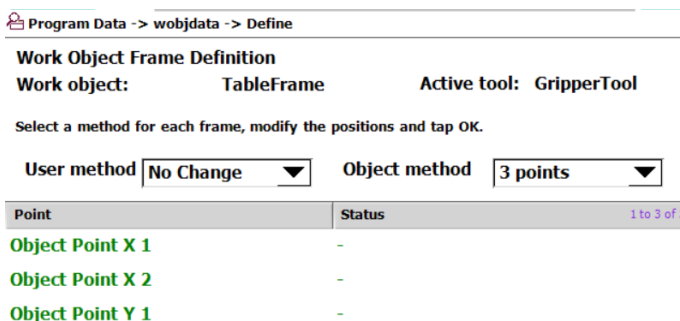 Program Data -> wobjdata -> Define
Work Object Frame Definition
Work object: TableFrame Active tool: GripperTool
Select a method for each frame, modify the positions and tap OK.
User method No Change Object method 3 points
Point Status 1 to 3 of
Object Point X 1 -
Object Point X 2 -
Object Point Y 1 -